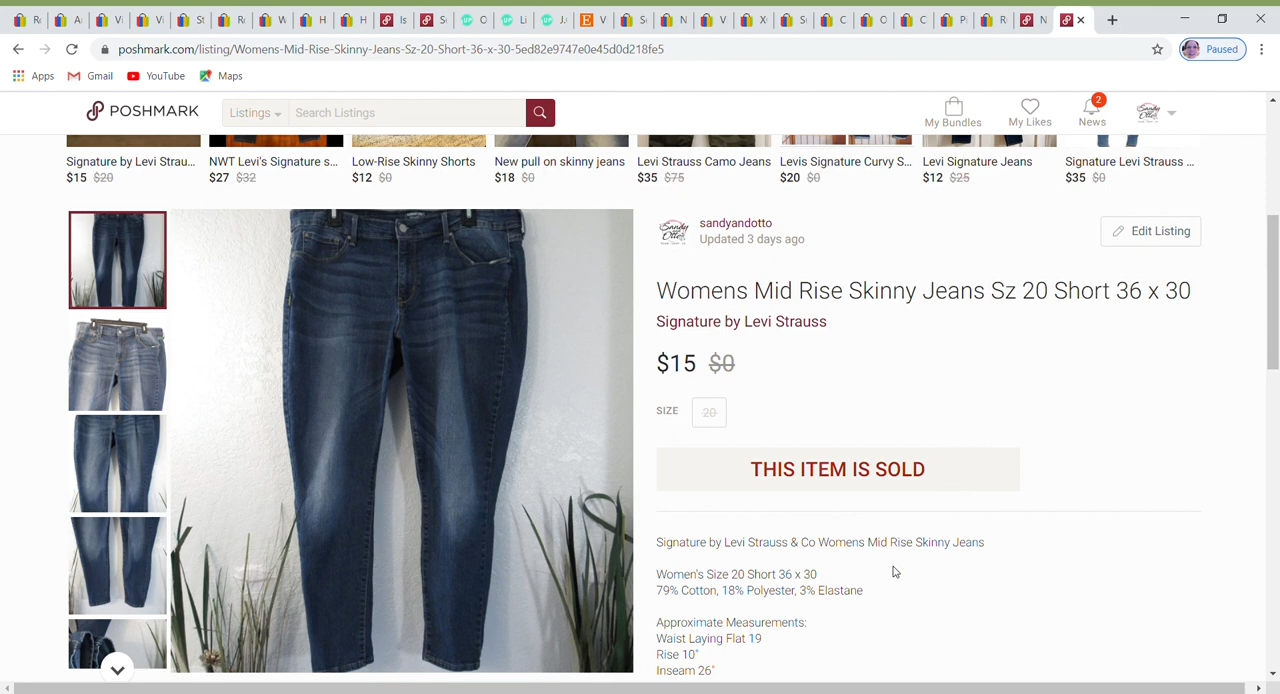 poshmark.com/listing/Womens-Mid-Rise-Skinny-Jeans-Sz-20-Short-36-x-30-5ed82e9747e0e45d0d218fe5
Paused
Apps Gmail YouTube Maps
POSHMARK Listings Search Listings
2
My Bundles My Likes News
Signature by Levi Strau... NWT Levi's Signature s... Low-Rise Skinny Shorts New pull on skinny jeans Levi Strauss Camo Jeans Levis Signature Curvy S... Levi Signature Jeans Signature Levi Strauss ...
$15 $20 $27 $32 $12 $0 $18 $0 $35 $75 $20 $0 $12 $25 $35 $0
sandyandotto
Updated 3 days ago
Edit Listing
Womens Mid Rise Skinny Jeans Sz 20 Short 36 x 30
Signature by Levi Strauss
$15 $0
SIZE 20
THIS ITEM IS SOLD
Signature by Levi Strauss & Co Womens Mid Rise Skinny Jeans
Women's Size 20 Short 36 x 30
79% Cotton, 18% Polyester, 3% Elastane
Approximate Measurements:
Waist Laying Flat 19
Rise 10"
Inseam 26"